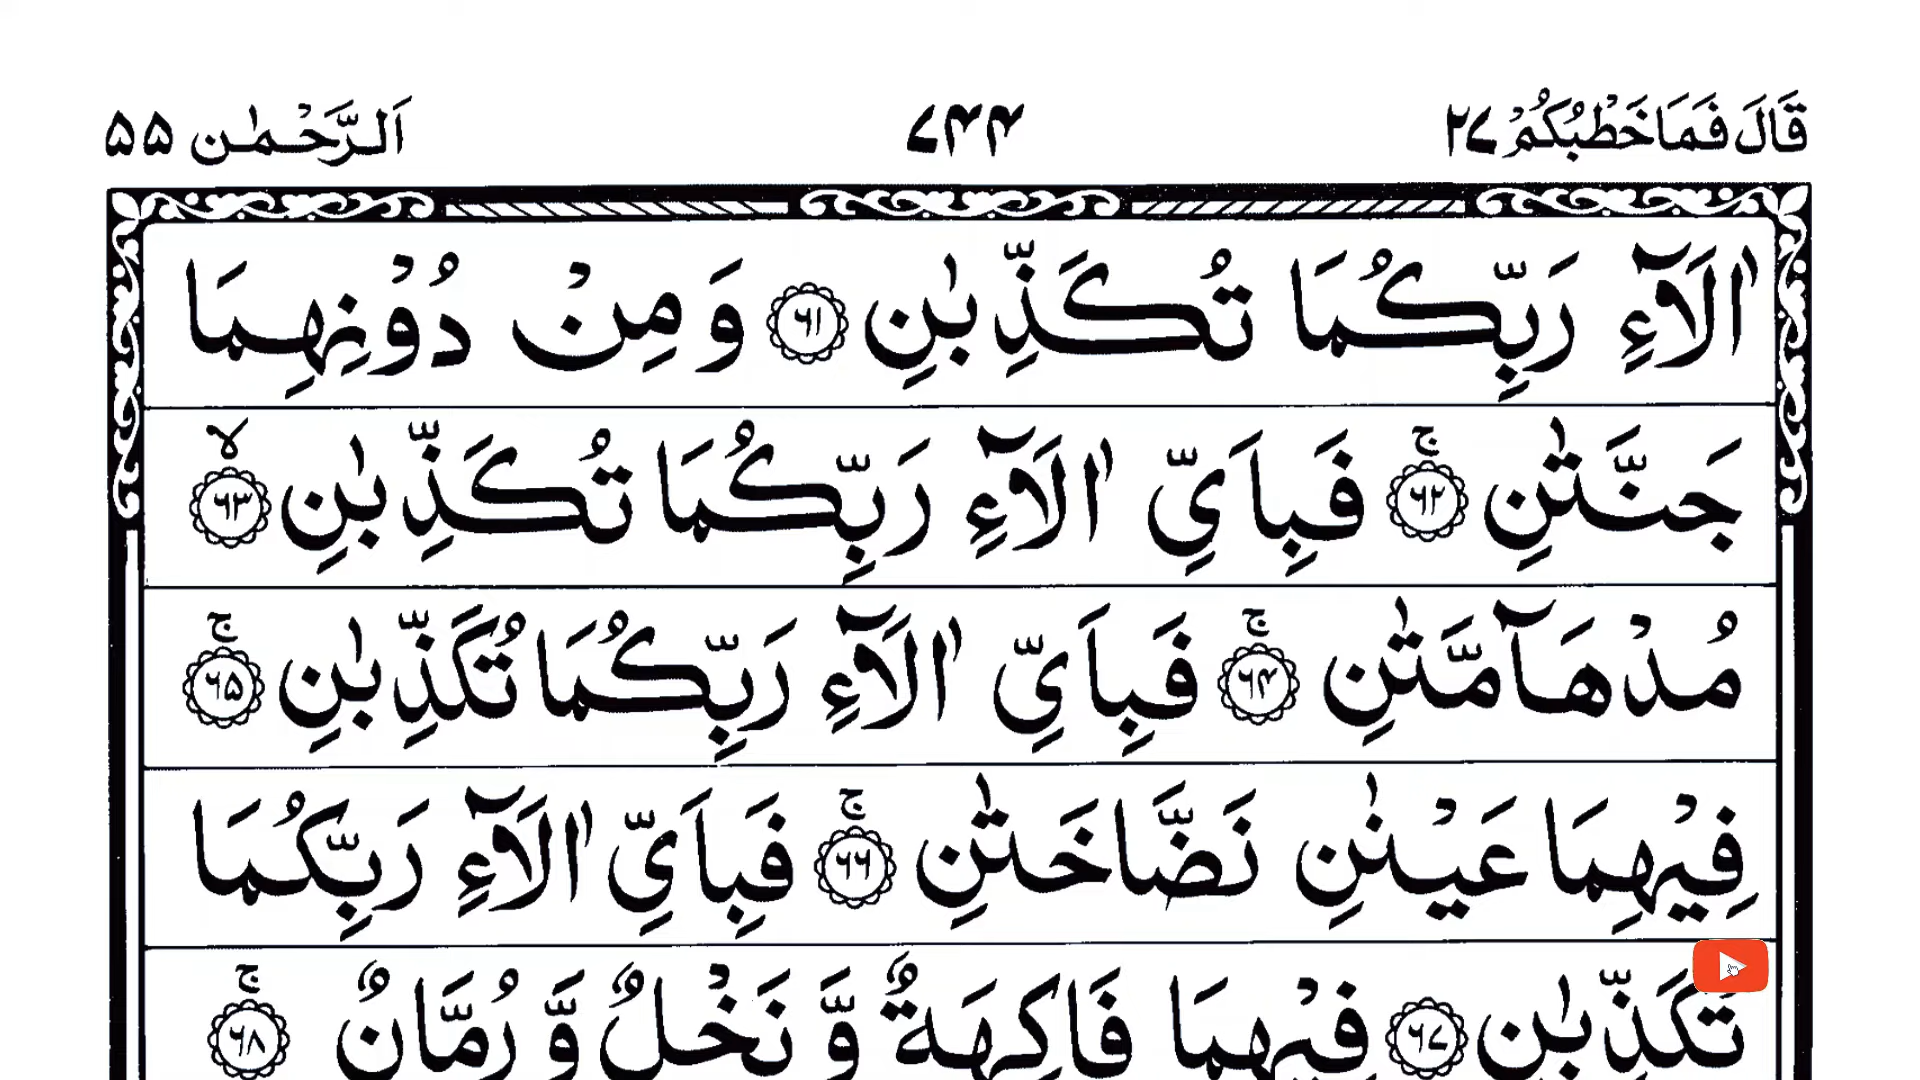 قَالَ فَمَا خَطْبُكُمْ ٢٧
٧٤٤
اَلرَّحْمٰن ٥٥
اٰلَآءِ رَبِّكُمَا تُكَذِّبٰنِ ﴿٦١﴾ وَ مِنْ دُوْنِهِمَا
جَنَّتٰنِ ﴿٦٢﴾ۚ فَبِاَيِّ اٰلَآءِ رَبِّكُمَا تُكَذِّبٰنِ ﴿٦٣﴾ۙ
مُدْهَآمَّتٰنِ ﴿٦٤﴾ۚ فَبِاَيِّ اٰلَآءِ رَبِّكُمَا تُكَذِّبٰنِ ﴿٦٥﴾ۚ
فِيْهِمَا عَيْنٰنِ نَضَّاخَتٰنِ ﴿٦٦﴾ۚ فَبِاَيِّ اٰلَآءِ رَبِّكُمَا
تُكَذِّبٰنِ ﴿٦٧﴾ فِيْهِمَا فَاكِهَةٌ وَّ نَخْلٌ وَّ رُمَّانٌ ﴿٦٨﴾ۚ